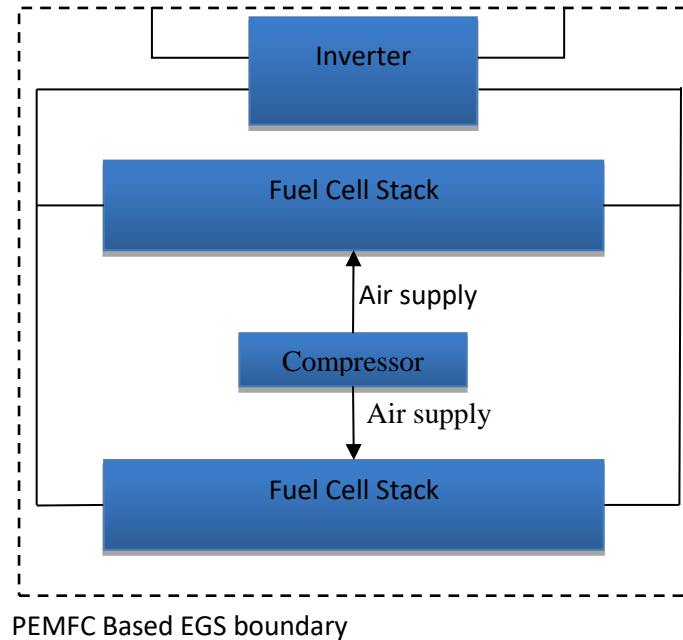 Inverter
Fuel Cell Stack
Air supply
Compressor
Air supply
Fuel Cell Stack
PEMFC Based EGS boundary